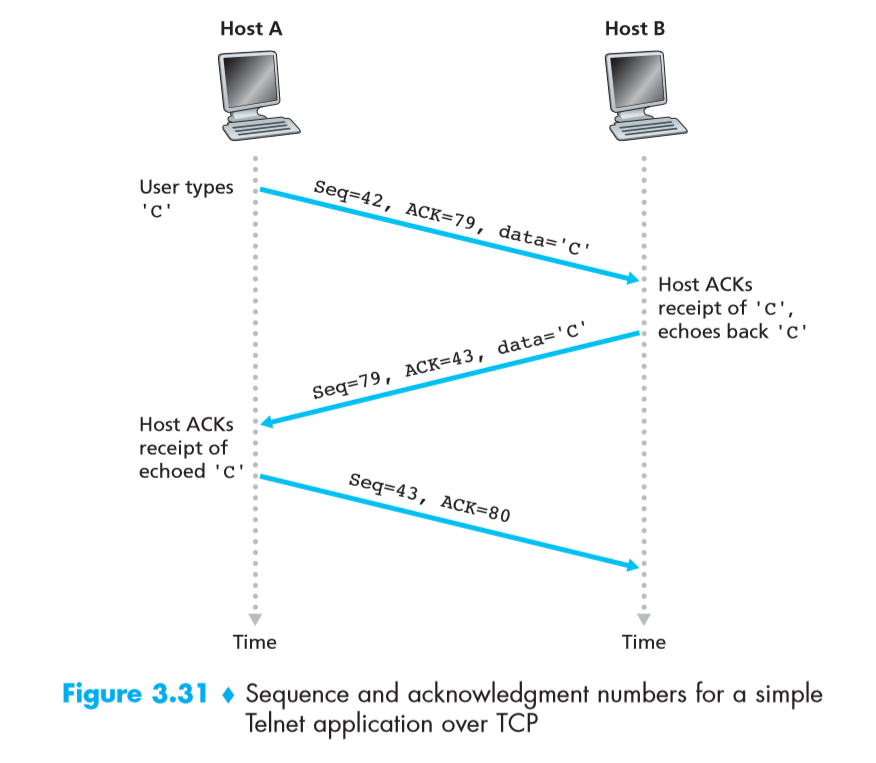 Host A
Host B
User types
'C'
Seq=42, ACK=79, data='C'
Host ACKs
receipt of 'C',
echoes back 'C'
Seq=79, ACK=43, data='C'
Host ACKs
receipt of
echoed 'C'
Seq=43, ACK=80
Time
Time
Figure 3.31 ♦ Sequence and acknowledgment numbers for a simple
Telnet application over TCP